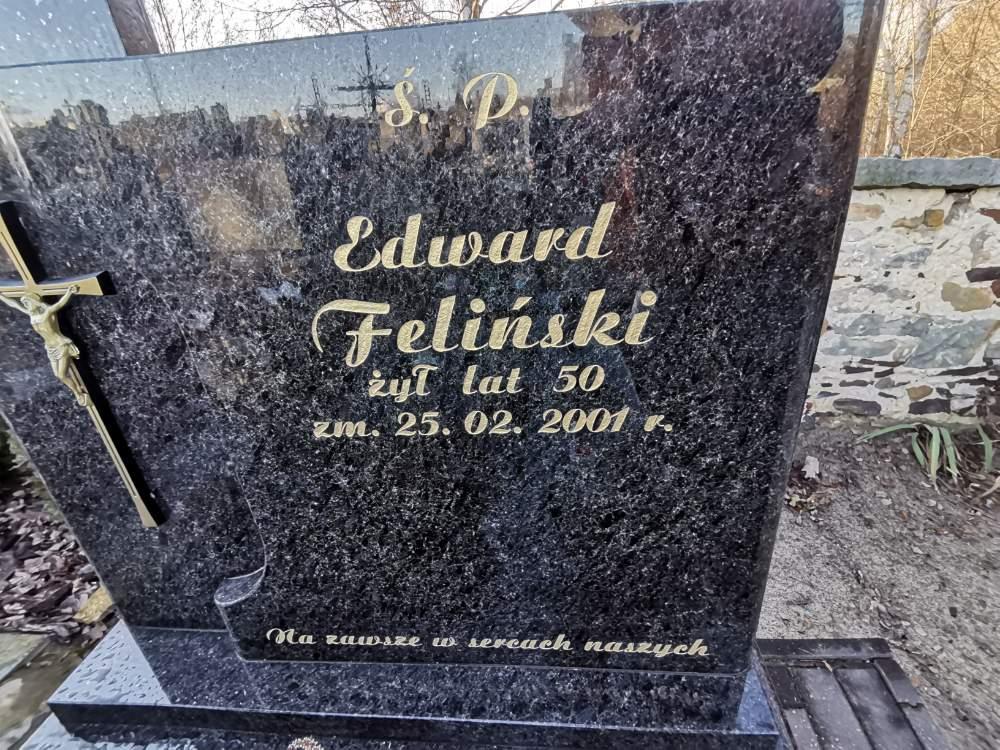 Ś. P.
Edward
Feliński
żył lat 50
zm. 25. 02. 2001 r.
Na zawsze w sercach naszych